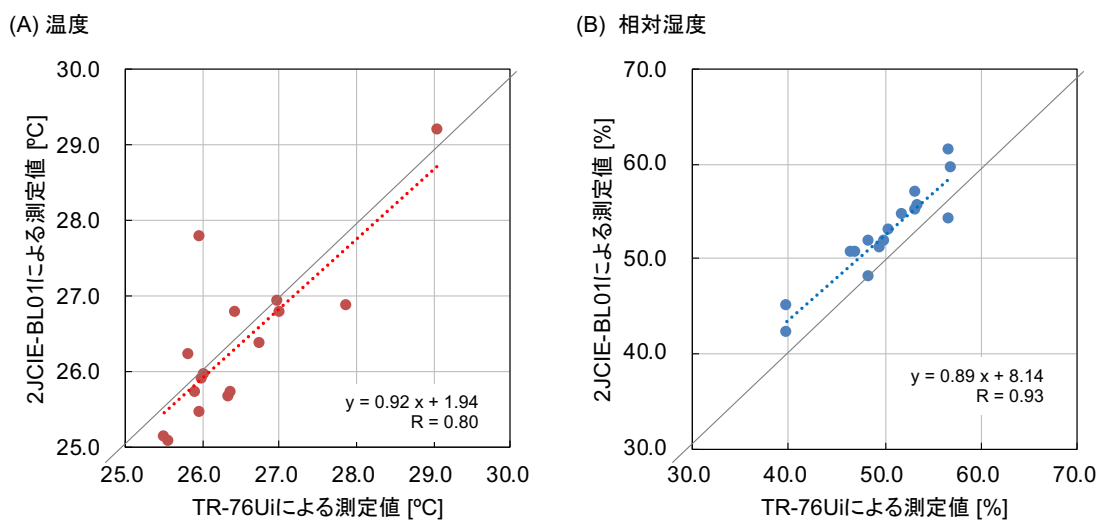 (A) 温度
30.0
29.0
28.0
27.0
26.0
25.0
25.0 26.0 27.0 28.0 29.0 30.0
2JCIE-BL01による測定値 [ºC]
TR-76Uiによる測定値 [ºC]
y = 0.92 x + 1.94
R = 0.80
(B) 相対湿度
70.0
60.0
50.0
40.0
30.0
30.0 40.0 50.0 60.0 70.0
2JCIE-BL01による測定値 [%]
TR-76Uiによる測定値 [%]
y = 0.89 x + 8.14
R = 0.93